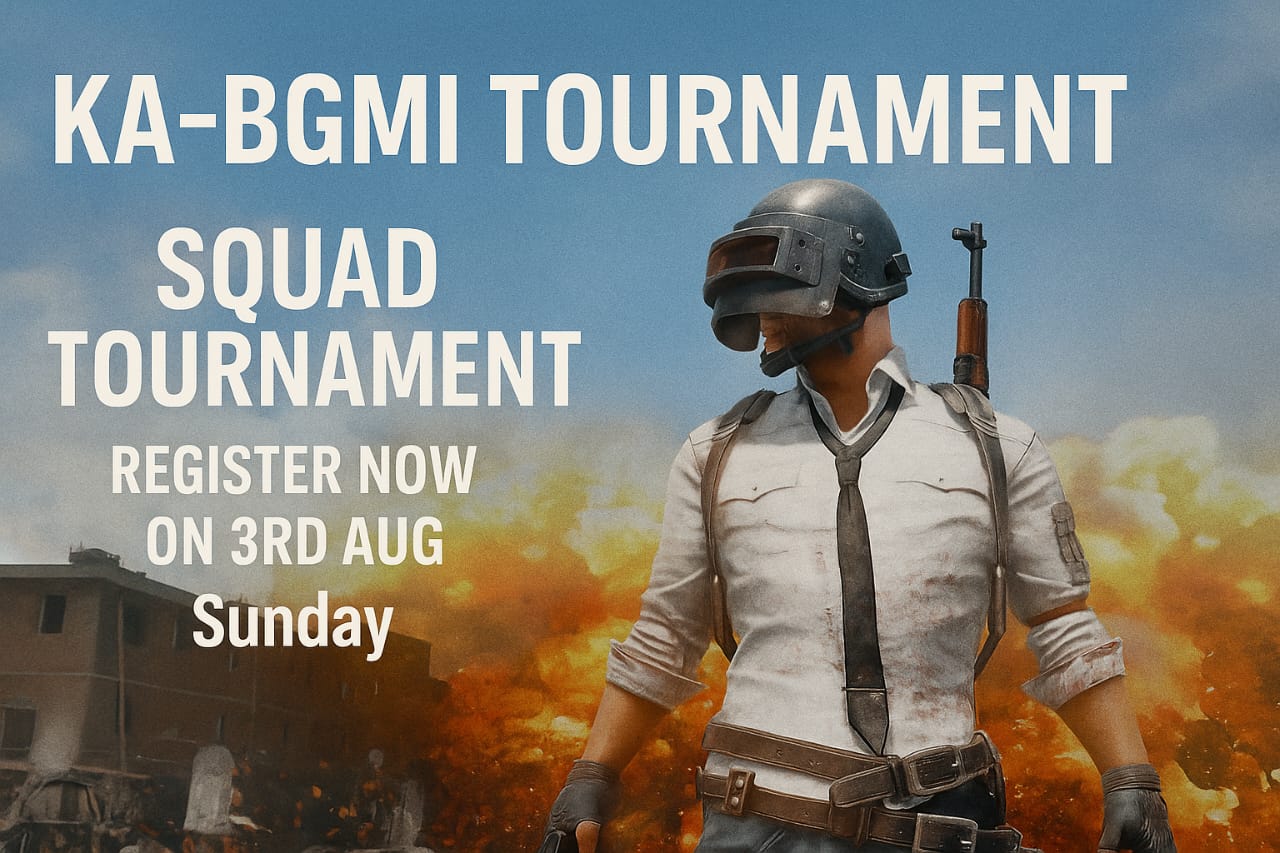 KA-BGMI TOURNAMENT
SQUAD
TOURNAMENT
REGISTER NOW
ON 3RD AUG
Sunday